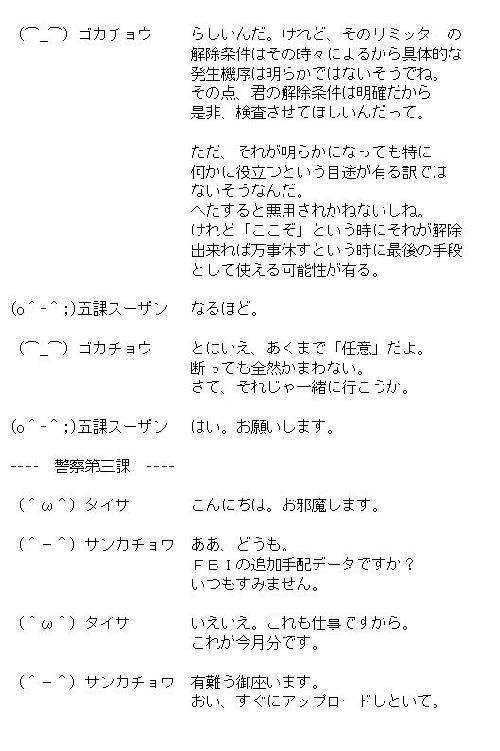 (⌒_⌒) ゴカチョウ　らしいんだ。けれど、そのリミッターの
解除条件はその時々によるから具体的な
発生機序は明らかではないそうでね。
その点、君の解除条件は明確だから
是非、検査させてほしいんだって。
ただ、それが明らかになっても特に
何かに役立つという目途が有る訳では
ないそうなんだ。
へたすると悪用されかねないしね。
けれど「ここぞ」という時にそれが解除
出来れば万事休すという時に最後の手段
として使える可能性が有る。
(o＾-＾;)五課スーザン　なるほど。
(⌒_⌒) ゴカチョウ　とにいえ、あくまで「任意」だよ。
断っても全然かまわない。
さて、それじゃ一緒に行こうか。
(o＾-＾;)五課スーザン　はい。お願いします。
----　警察第三課　----
(＾ω＾) タイサ　こんにちは。お邪魔します。
(＾－＾) サンカチョウ　ああ、どうも。
ＦＥＩの追加手配データですか？
いつもすみません。
(＾ω＾) タイサ　いえいえ。これも仕事ですから。
これが今月分です。
(＾－＾) サンカチョウ　有難う御座います。
おい、すぐにアップロードしといて。